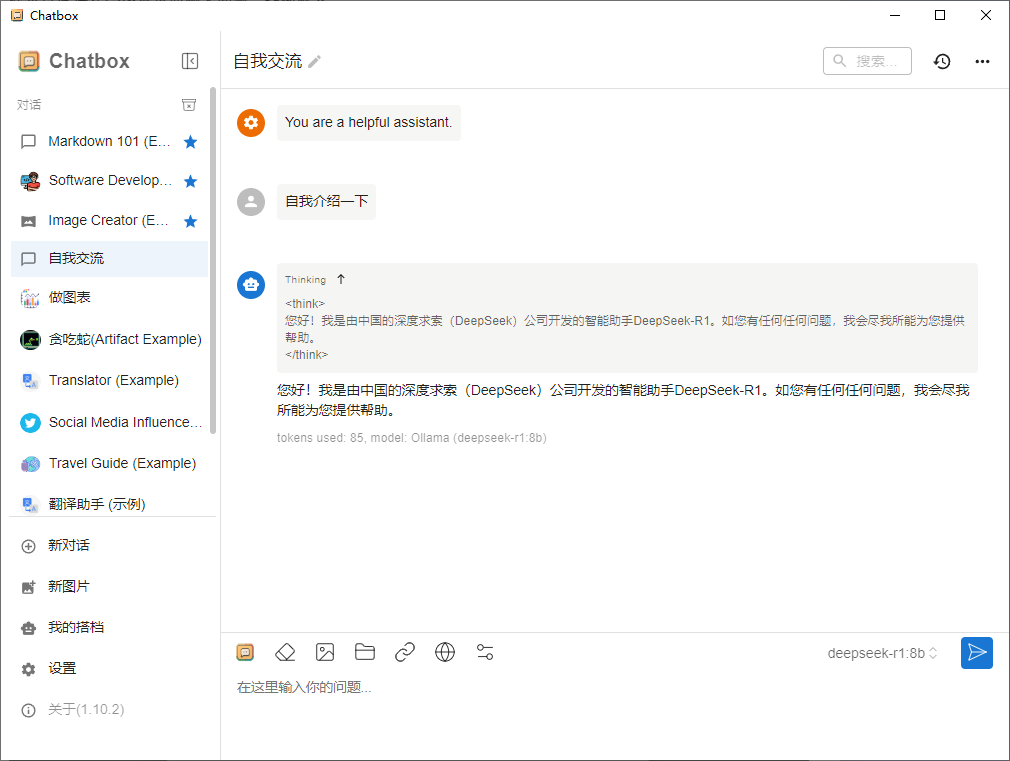 Chatbox
Chatbox
对话
Markdown 101 (E...
Software Develop...
Image Creator (E...
自我交流
做图表
贪吃蛇(Artifact Example)
Translator (Example)
Social Media Influence...
Travel Guide (Example)
翻译助手 (示例)
新对话
新图片
我的搭档
设置
关于(1.10.2)
自我交流
搜索...
You are a helpful assistant.
自我介绍一下
Thinking
<think>
您好！我是由中国的深度求索（DeepSeek）公司开发的智能助手DeepSeek-R1。如您有任何任何问题，我会尽我所能为您提供
帮助。
</think>
您好！我是由中国的深度求索（DeepSeek）公司开发的智能助手DeepSeek-R1。如您有任何任何问题，我会尽我
所能为您提供帮助。
tokens used: 85, model: Ollama (deepseek-r1:8b)
deepseek-r1:8b
在这里输入你的问题...